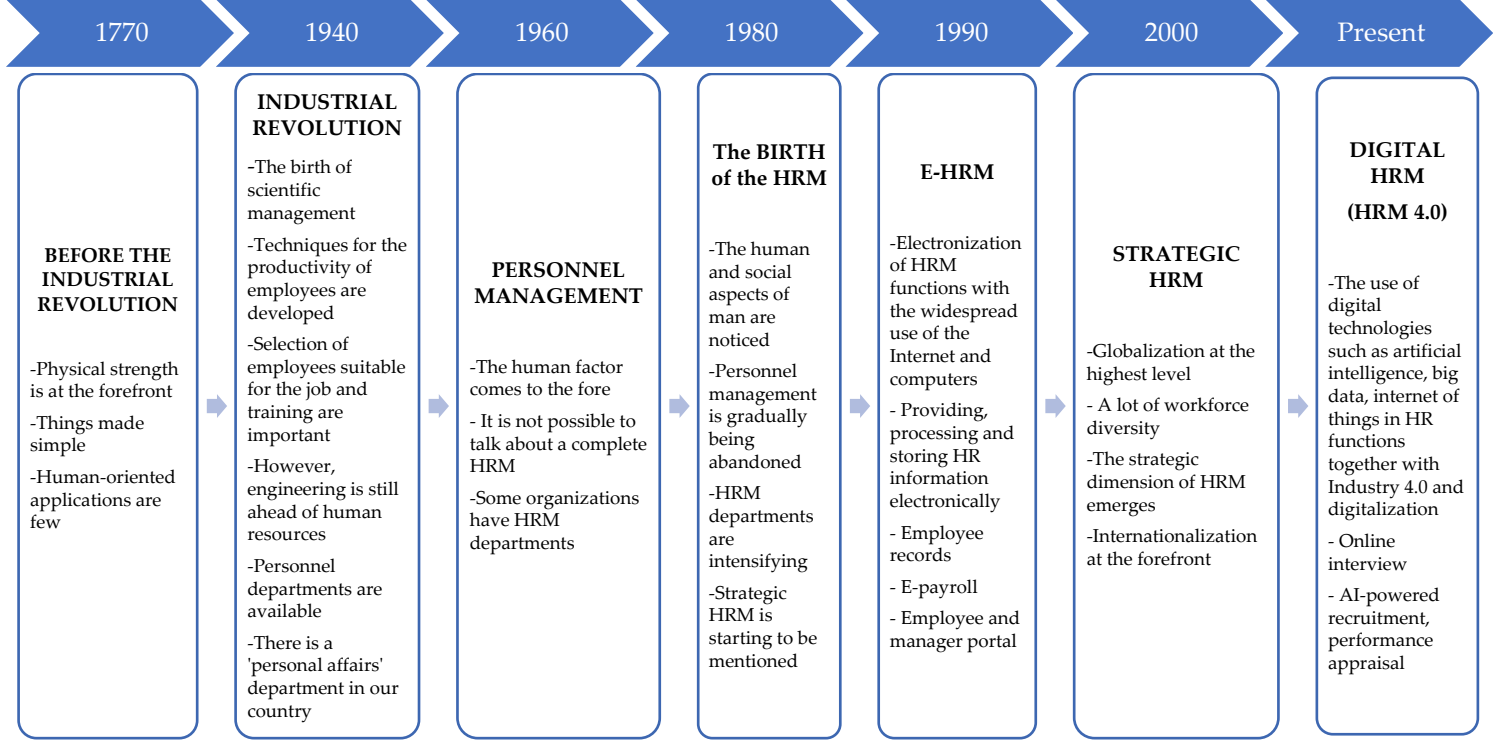 1770
1940
1960
1980
1990
2000
Present
BEFORE THE
INDUSTRIAL
REVOLUTION
-Physical strength
is at the forefront
-Things made
simple
-Human-oriented
applications are
few
INDUSTRIAL
REVOLUTION
-The birth of
scientific
management
-Techniques for the
productivity of
employees are
developed
-Selection of
employees suitable
for the job and
training are
important
-However,
engineering is still
ahead of human
resources
-Personnel
departments are
available
-There is a
'personal affairs'
department in our
country
PERSONNEL
MANAGEMENT
-The human factor
comes to the fore
- It is not possible to
talk about a complete
HRM
-Some organizations
have HRM
departments
The BIRTH
of the HRM
-The human
and social
aspects of
man are
noticed
-Personnel
management
is gradually
being
abandoned
-HRM
departments
are
intensifying
-Strategic
HRM is
starting to be
mentioned
E-HRM
-Electronization
of HRM
functions with
the widespread
use of the
Internet and
computers
- Providing,
processing and
storing HR
information
electronically
- Employee
records
- E-payroll
- Employee and
manager portal
STRATEGIC
HRM
-Globalization at the
highest level
- A lot of workforce
diversity
-The strategic
dimension of HRM
emerges
-Internationalization
at the forefront
DIGITAL
HRM
(HRM 4.0)
-The use of
digital
technologies
such as artificial
intelligence, big
data, internet of
things in HR
functions
together with
Industry 4.0 and
digitalization
- Online
interview
- AI-powered
recruitment,
performance
appraisal